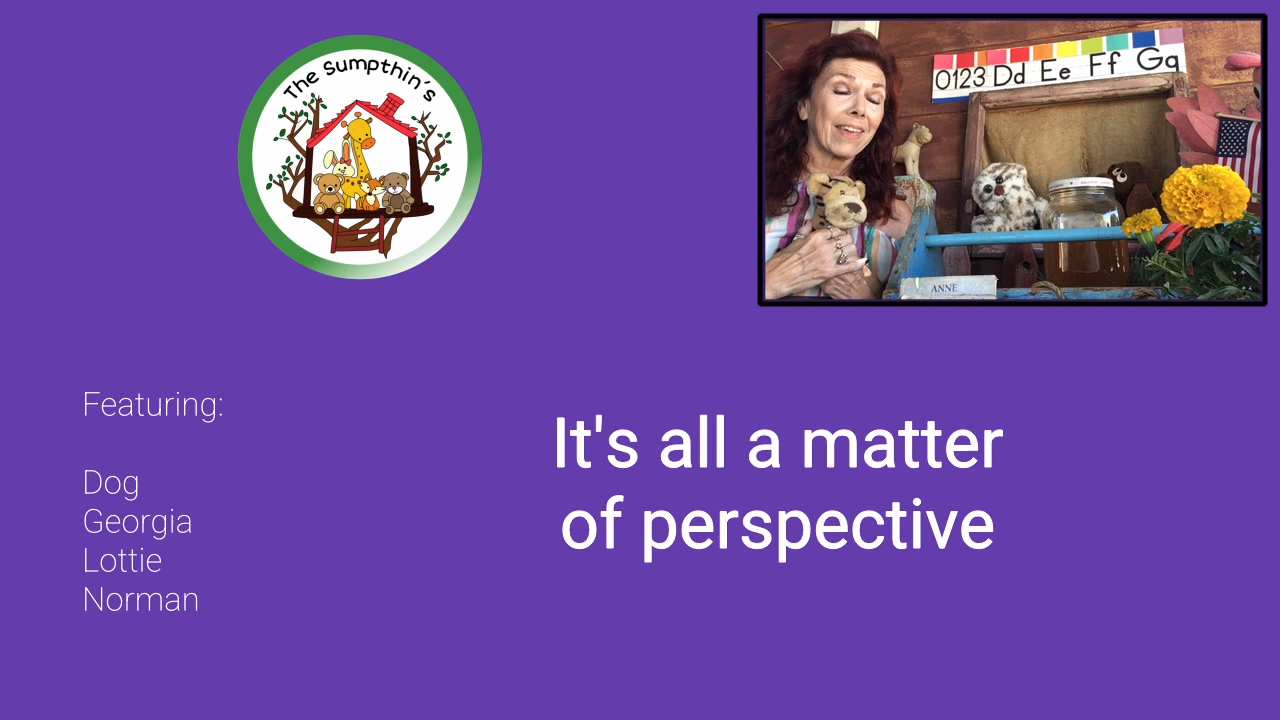 The Sumpthin's
0123 Dd Ee Ff Gg
ANNE
Featuring:
Dog
Georgia
Lottie
Norman
It's all a matter
of perspective